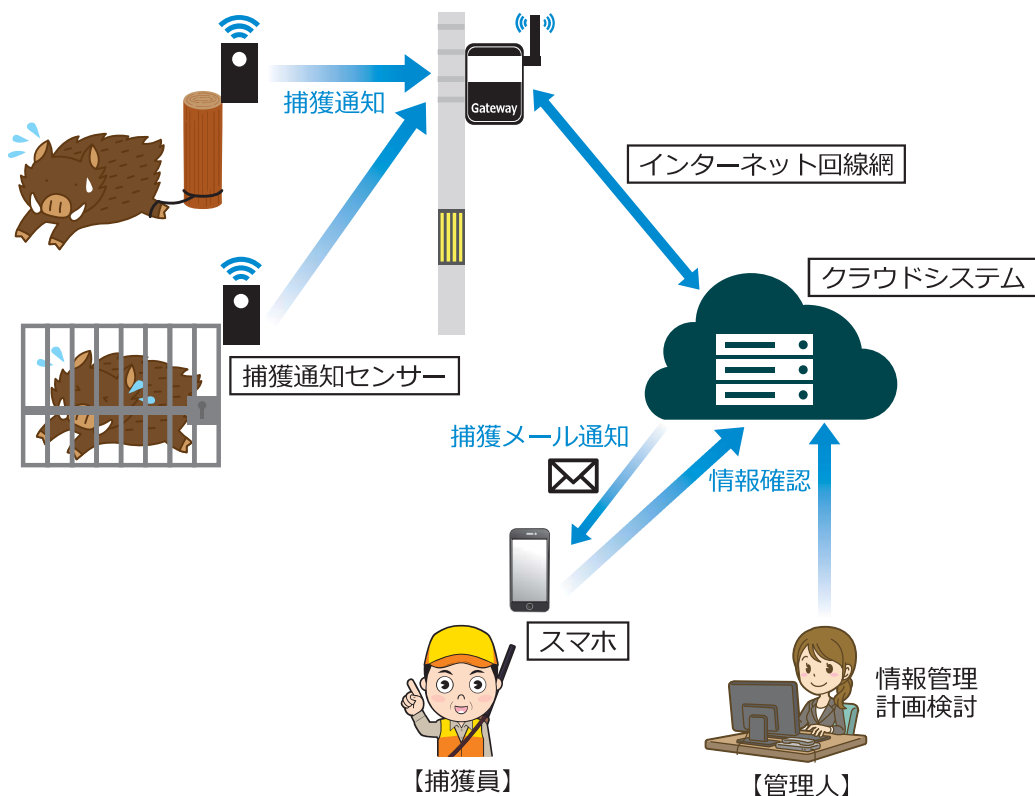 捕獲通知
Gateway
インターネット回線網
クラウドシステム
捕獲通知センサー
捕獲メール通知
情報確認
スマホ
情報管理
計画検討
【捕獲員】
【管理人】